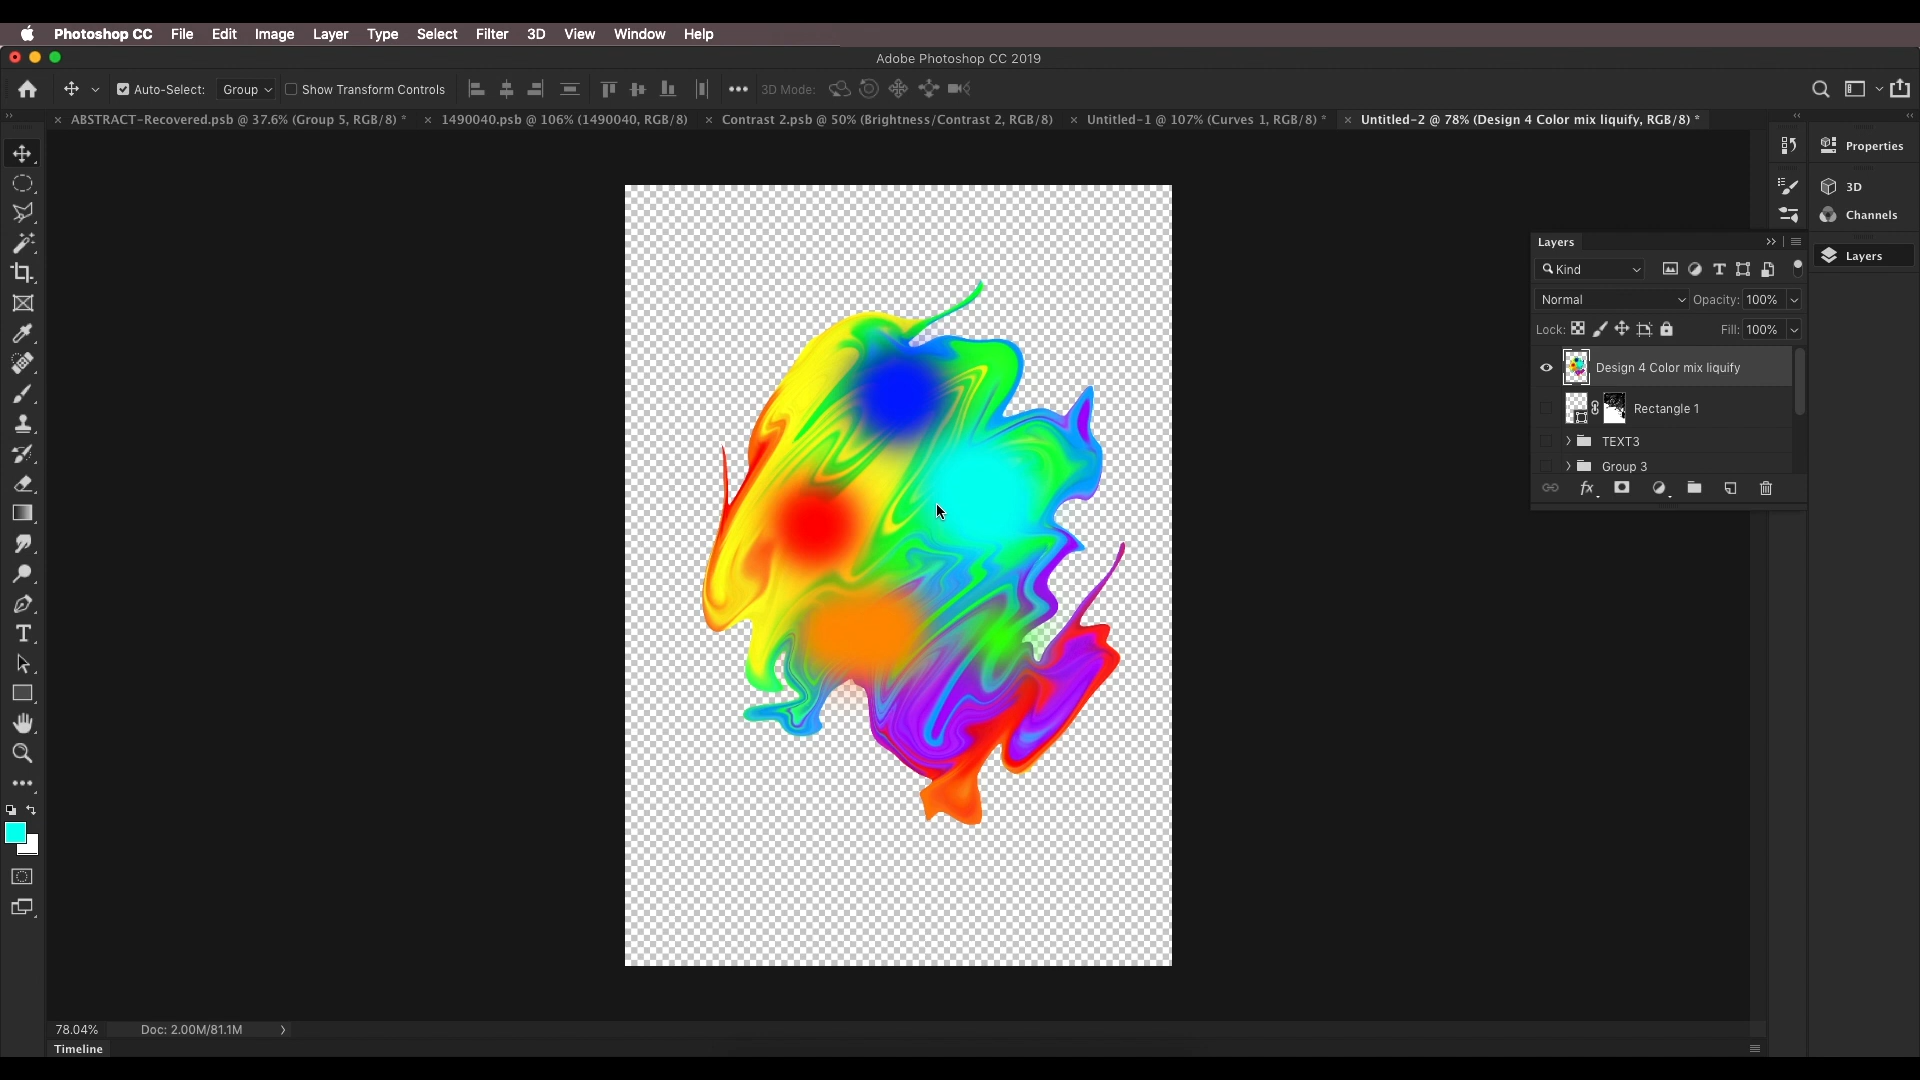 Photoshop CC File Edit Image Layer Type Select Filter 3D View Window Help
Adobe Photoshop CC 2019
Auto-Select: Group Show Transform Controls 3D Mode:
ABSTRACT-Recovered.psb @ 37.6% (Group 5, RGB/8) * 1490040.psb @ 106% (1490040, RGB/8) Contrast 2.psb @ 50% (Brightness/Contrast 2, RGB/8) Untitled-1 @ 107% (Curves 1, RGB/8) * Untitled-2 @ 78% (Design 4 Color mix liquify, RGB/8) *
Properties
3D
Channels
Layers
Layers
Kind
Normal Opacity: 100%
Lock: Fill: 100%
Design 4 Color mix liquify
Rectangle 1
TEXT3
Group 3
fx
78.04% Doc: 2.00M/81.1M
Timeline